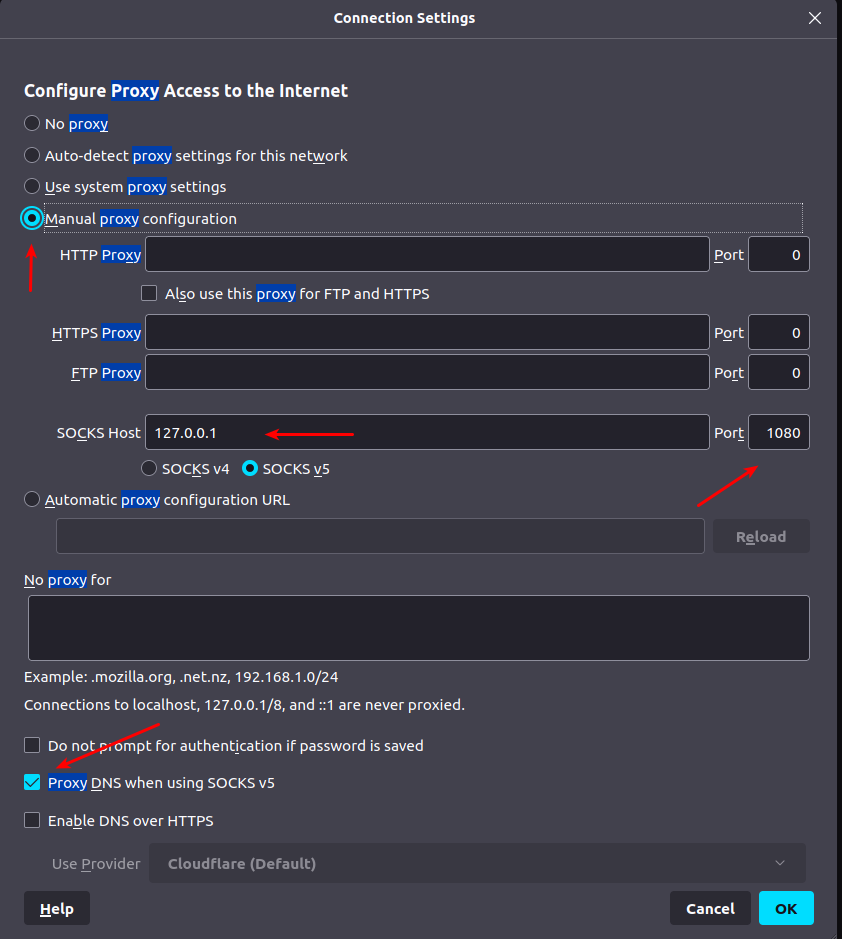 Connection Settings
Configure Proxy Access to the Internet
No proxy
Auto-detect proxy settings for this network
Use system proxy settings
Manual proxy configuration
HTTP Proxy Port 0
Also use this proxy for FTP and HTTPS
HTTPS Proxy Port 0
FTP Proxy Port 0
SOCKS Host 127.0.0.1 Port 1080
SOCKS v4 SOCKS v5
Automatic proxy configuration URL
Reload
No proxy for
Example: .mozilla.org, .net.nz, 192.168.1.0/24
Connections to localhost, 127.0.0.1/8, and ::1 are never proxied.
Do not prompt for authentication if password is saved
Proxy DNS when using SOCKS v5
Enable DNS over HTTPS
Use Provider Cloudflare (Default)
Help Cancel OK